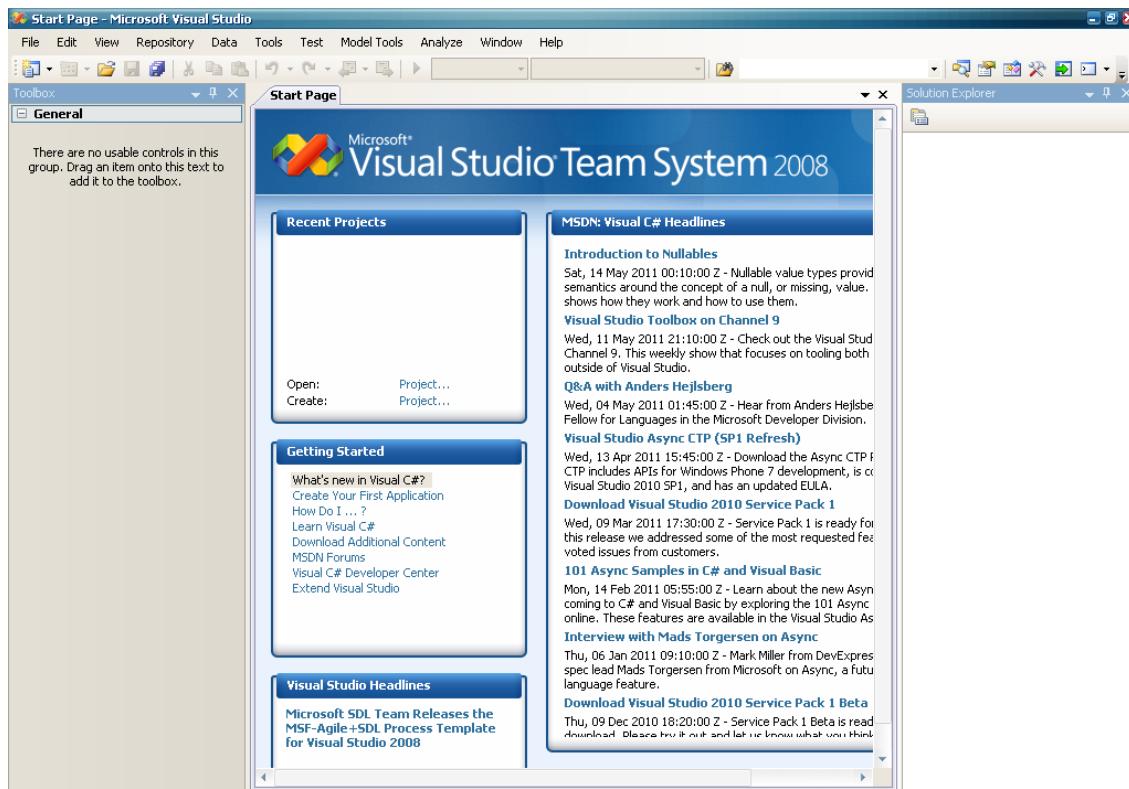 Start Page - Microsoft Visual Studio
File Edit View Repository Data Tools Test Model Tools Analyze Window Help
Toolbox
General
There are no usable controls in this
group. Drag an item onto this text to
add it to the toolbox.
Start Page
Microsoft®
Visual Studio Team System 2008
Recent Projects
Open: Project...
Create: Project...
Getting Started
What's new in Visual C#?
Create Your First Application
How Do I ... ?
Learn Visual C#
Download Additional Content
MSDN Forums
Visual C# Developer Center
Extend Visual Studio
Visual Studio Headlines
Microsoft SDL Team Releases the
MSF-Agile+SDL Process Template
for Visual Studio 2008
MSDN: Visual C# Headlines
Introduction to Nullables
Sat, 14 May 2011 00:10:00 Z - Nullable value types provid
semantics around the concept of a null, or missing, value.
shows how they work and how to use them.
Visual Studio Toolbox on Channel 9
Wed, 11 May 2011 21:10:00 Z - Check out the Visual Stud
Channel 9. This weekly show that focuses on tooling both
outside of Visual Studio.
Q&A with Anders Hejlsberg
Wed, 04 May 2011 01:45:00 Z - Hear from Anders Hejlsbe
Fellow for Languages in the Microsoft Developer Division.
Visual Studio Async CTP (SP1 Refresh)
Wed, 13 Apr 2011 15:45:00 Z - Download the Async CTP
CTP includes APIs for Windows Phone 7 development, is co
Visual Studio 2010 SP1, and has an updated EULA.
Download Visual Studio 2010 Service Pack 1
Wed, 09 Mar 2011 17:30:00 Z - Service Pack 1 is ready for
this release we addressed some of the most requested fea
voted issues from customers.
101 Async Samples in C# and Visual Basic
Mon, 14 Feb 2011 05:55:00 Z - Learn about the new Asyn
coming to C# and Visual Basic by exploring the 101 Async
online. These features are available in the Visual Studio As
Interview with Mads Torgersen on Async
Thu, 06 Jan 2011 09:10:00 Z - Mark Miller from DevExpres
spec lead Mads Torgersen from Microsoft on Async, a futu
language feature.
Download Visual Studio 2010 Service Pack 1 Beta
Thu, 09 Dec 2010 18:20:00 Z - Service Pack 1 Beta is read
download. Please try it out and let us know what you think
Solution Explorer